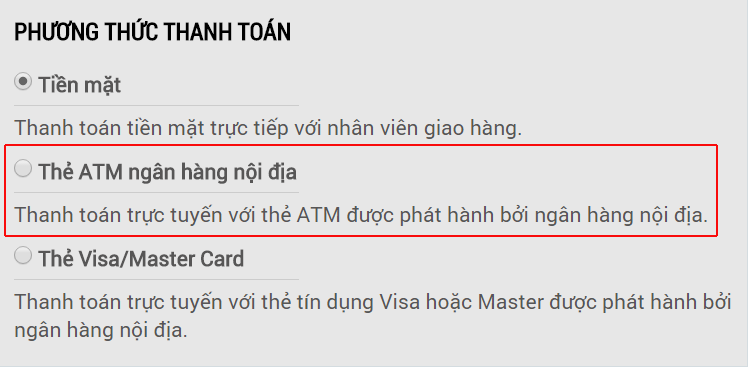 PHƯƠNG THỨC THANH TOÁN
Tiền mặt
Thanh toán tiền mặt trực tiếp với nhân viên giao hàng.
Thẻ ATM ngân hàng nội địa
Thanh toán trực tuyến với thẻ ATM được phát hành bởi ngân hàng nội địa.
Thẻ Visa/Master Card
Thanh toán trực tuyến với thẻ tín dụng Visa hoặc Master được phát hành bởi
ngân hàng nội địa.